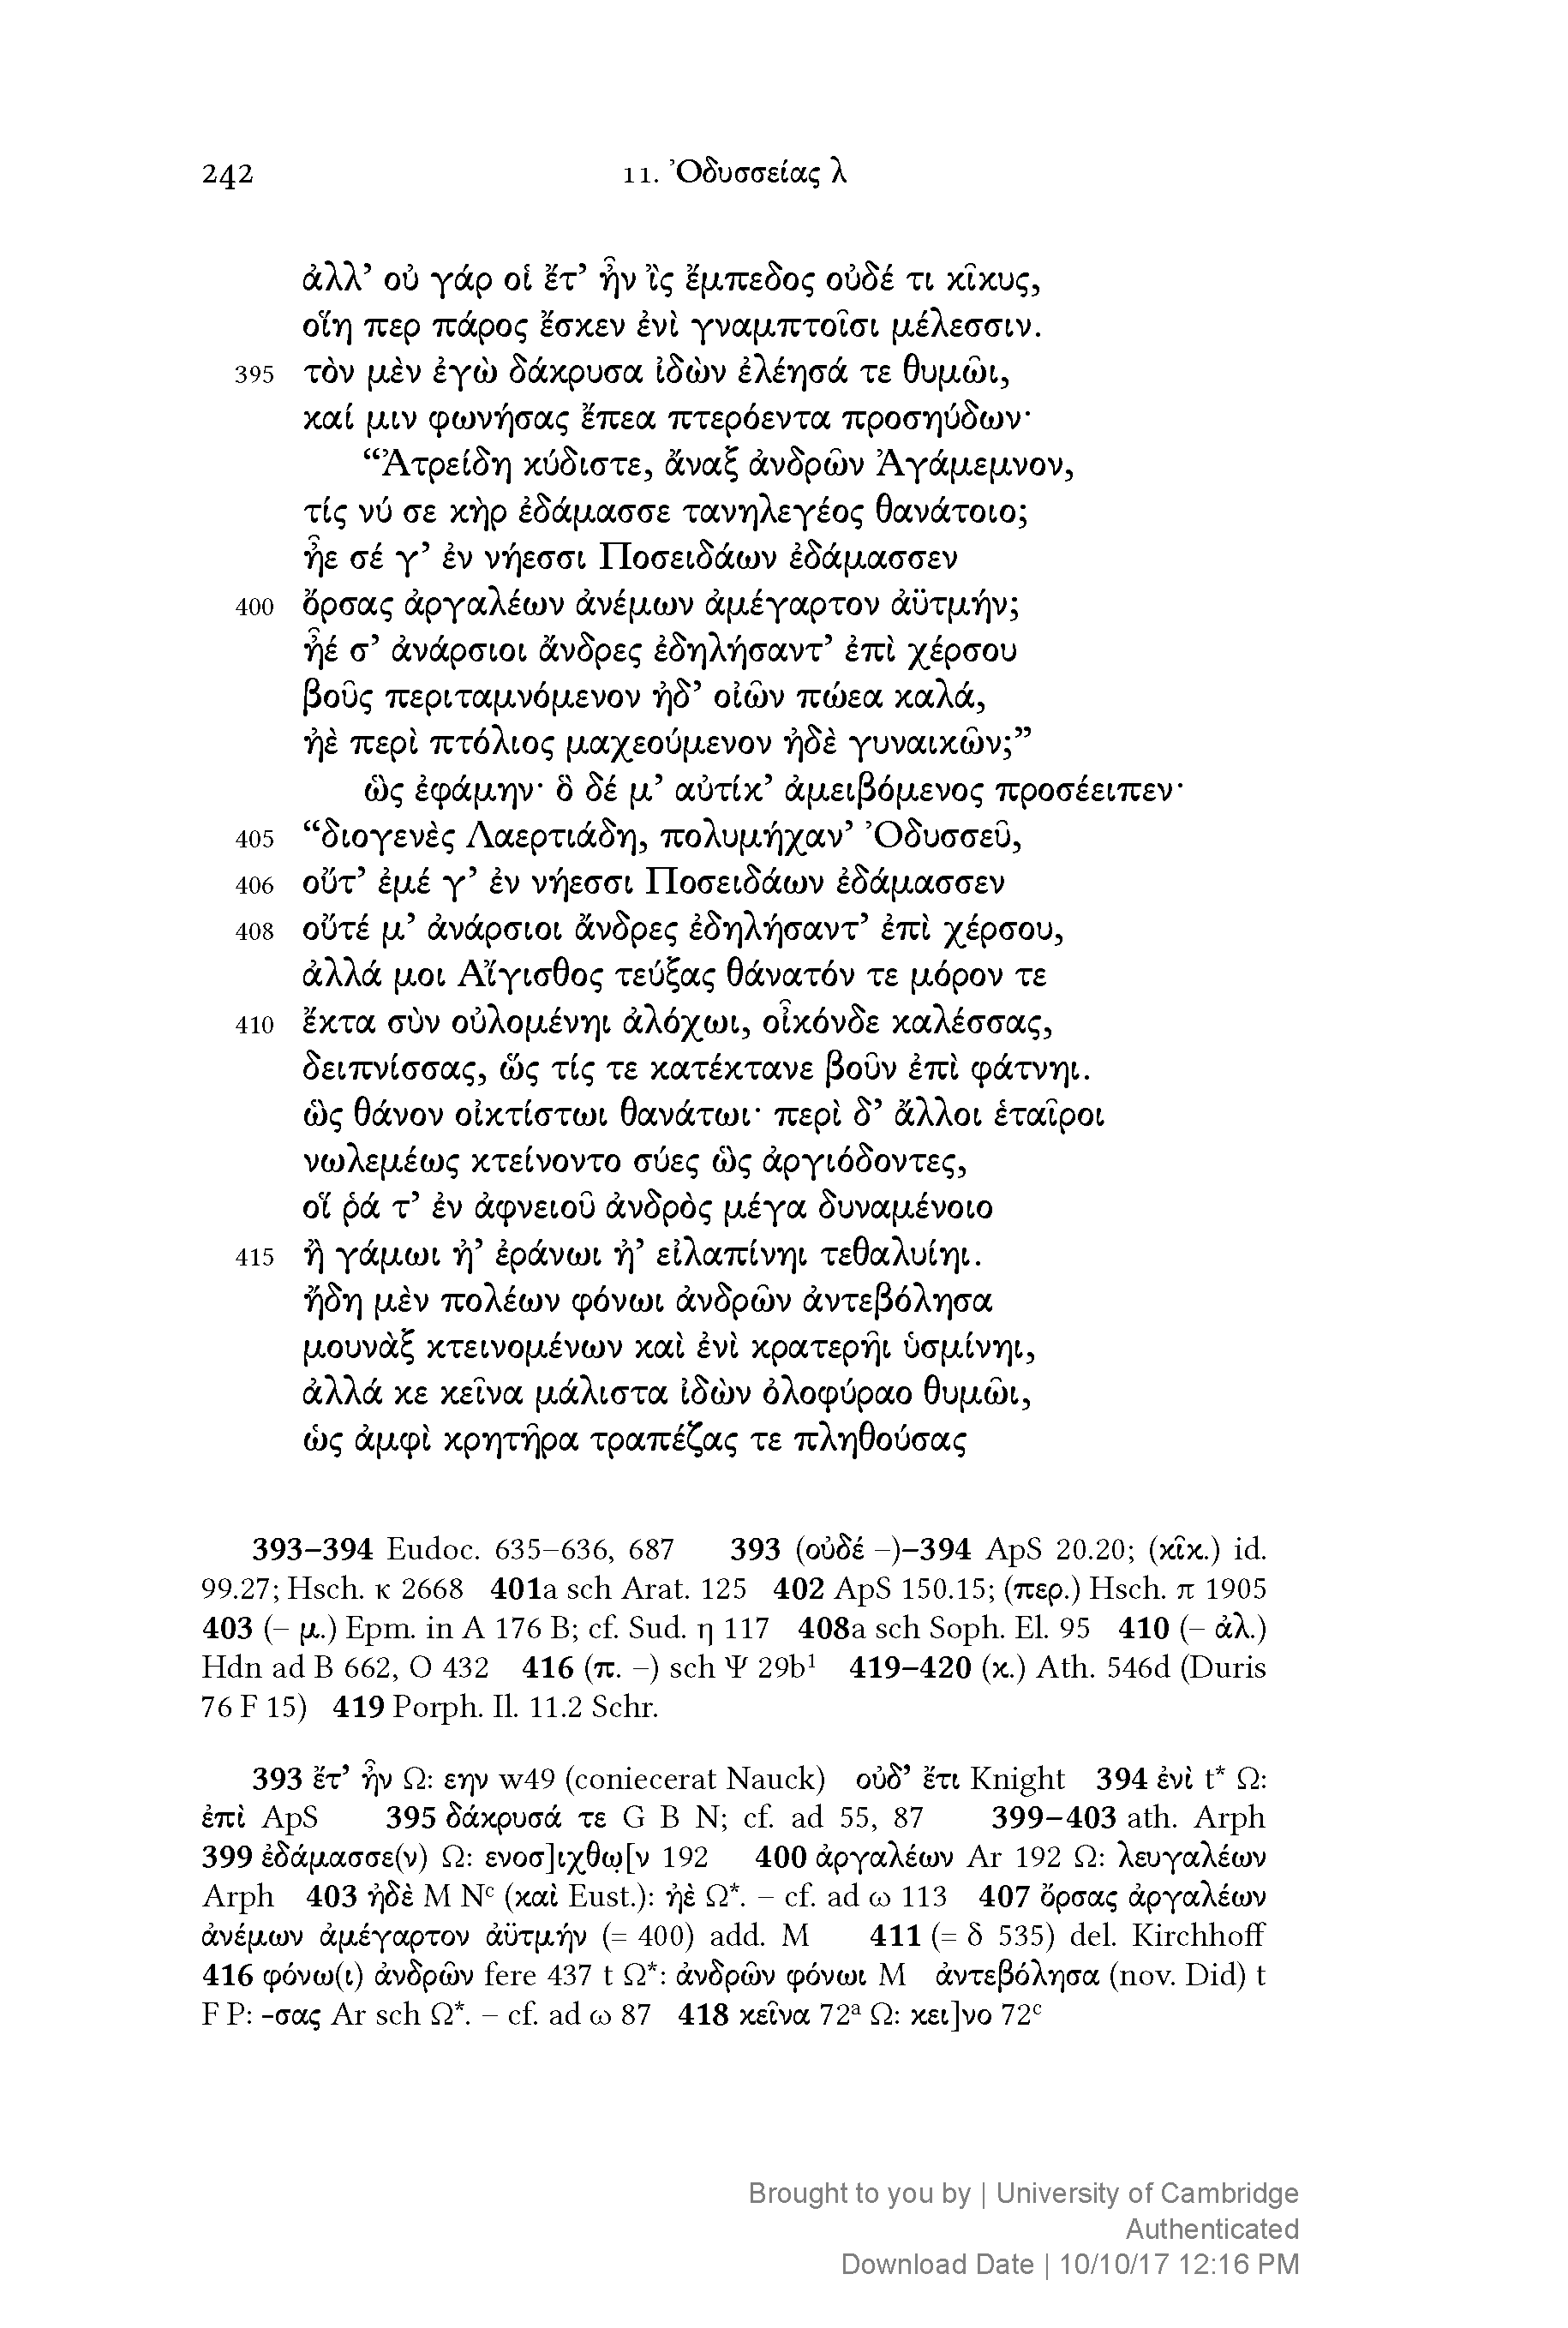 242 11. Ὀδυσσείας λ
ἀλλ’ οὐ γάρ οἱ ἔτ’ ἦν ἲς ἔμπεδος οὐδέ τι κῖκυς,
οἵη περ πάρος ἔσκεν ἐνὶ γναμπτοῖσι μέλεσσιν.
395 τὸν μὲν ἐγὼ δάκρυσα ἰδὼν ἐλέησά τε θυμῶι,
καί μιν φωνήσας ἔπεα πτερόεντα προσηύδων·
“Ἀτρείδη κύδιστε, ἄναξ ἀνδρῶν Ἀγάμεμνον,
τίς νύ σε κὴρ ἐδάμασσε τανηλεγέος θανάτοιο;
ἦε σέ γ’ ἐν νήεσσι Ποσειδάων ἐδάμασσεν
400 ὄρσας ἀργαλέων ἀνέμων ἀμέγαρτον ἀϋτμήν;
ἦέ σ’ ἀνάρσιοι ἄνδρες ἐδηλήσαντ’ ἐπὶ χέρσου
βοῦς περιταμνόμενον ἠδ’ οἰῶν πώεα καλά,
ἠὲ περὶ πτόλιος μαχεούμενον ἠδὲ γυναικῶν;”
ὣς ἐφάμην· ὃ δέ μ’ αὐτίκ’ ἀμειβόμενος προσέειπεν·
405 “διογενὲς Λαερτιάδη, πολυμήχαν’ Ὀδυσσεῦ,
406 οὔτ’ ἐμέ γ’ ἐν νήεσσι Ποσειδάων ἐδάμασσεν
408 οὔτέ μ’ ἀνάρσιοι ἄνδρες ἐδηλήσαντ’ ἐπὶ χέρσου,
ἀλλά μοι Αἴγισθος τεύξας θάνατόν τε μόρον τε
410 ἔκτα σὺν οὐλομένηι ἀλόχωι, οἶκόνδε καλέσσας,
δειπνίσσας, ὥς τίς τε κατέκτανε βοῦν ἐπὶ φάτνηι.
ὣς θάνον οἰκτίστωι θανάτωι· περὶ δ’ ἄλλοι ἑταῖροι
νωλεμέως κτείνοντο σύες ὣς ἀργιόδοντες,
οἵ ῥά τ’ ἐν ἀφνειοῦ ἀνδρὸς μέγα δυναμένοιο
415 ἢ γάμωι ἠ’ ἐράνωι ἠ’ εἰλαπίνηι τεθαλυίηι.
ἤδη μὲν πολέων φόνωι ἀνδρῶν ἀντεβόλησα
μουνὰξ κτεινομένων καὶ ἐνὶ κρατερῆι ὑσμίνηι,
ἀλλά κε κεῖνα μάλιστα ἰδὼν ὀλοφύραο θυμῶι,
ὡς ἀμφὶ κρητῆρα τραπέζας τε πληθούσας
393–394 Eudoc. 635–636, 687 393 (οὐδέ –)–394 ApS 20.20; (κῖκ.) id.
99.27; Hsch. κ 2668 401a sch Arat. 125 402 ApS 150.15; (περ.) Hsch. π 1905
403 (– μ.) Epm. in A 176 B; cf. Sud. η 117 408a sch Soph. El. 95 410 (– ἀλ.)
Hdn ad B 662, O 432 416 (π. –) sch Ψ 29b¹ 419–420 (κ.) Ath. 546d (Duris
76 F 15) 419 Porph. Il. 11.2 Schr.
393 ἔτ’ ἦν Ω: εην w49 (coniecerat Nauck) οὐδ’ ἔτι Knight 394 ἐνὶ t* Ω:
ἐπὶ ApS 395 δάκρυσά τε G B N; cf. ad 55, 87 399–403 ath. Arph
399 ἐδάμασσε(ν) Ω: ενοσ]ιχθω̣[ν 192 400 ἀργαλέων Ar 192 Ω: λευγαλέων
Arph 403 ἠδὲ M Nᶜ (καὶ Eust.): ἠὲ Ω*. – cf. ad ω 113 407 ὄρσας ἀργαλέων
ἀνέμων ἀμέγαρτον ἀϋτμήν (= 400) add. M 411 (= δ 535) del. Kirchhoff
416 φόνω(ι) ἀνδρῶν fere 437 t Ω*: ἀνδρῶν φόνωι M ἀντεβόλησα (nov. Did) t
F P: -σας Ar sch Ω*. – cf. ad ω 87 418 κεῖνα 72ᵃ Ω: κει]νο 72ᶜ
Brought to you by | University of Cambridge
Authenticated
Download Date | 10/10/17 12:16 PM